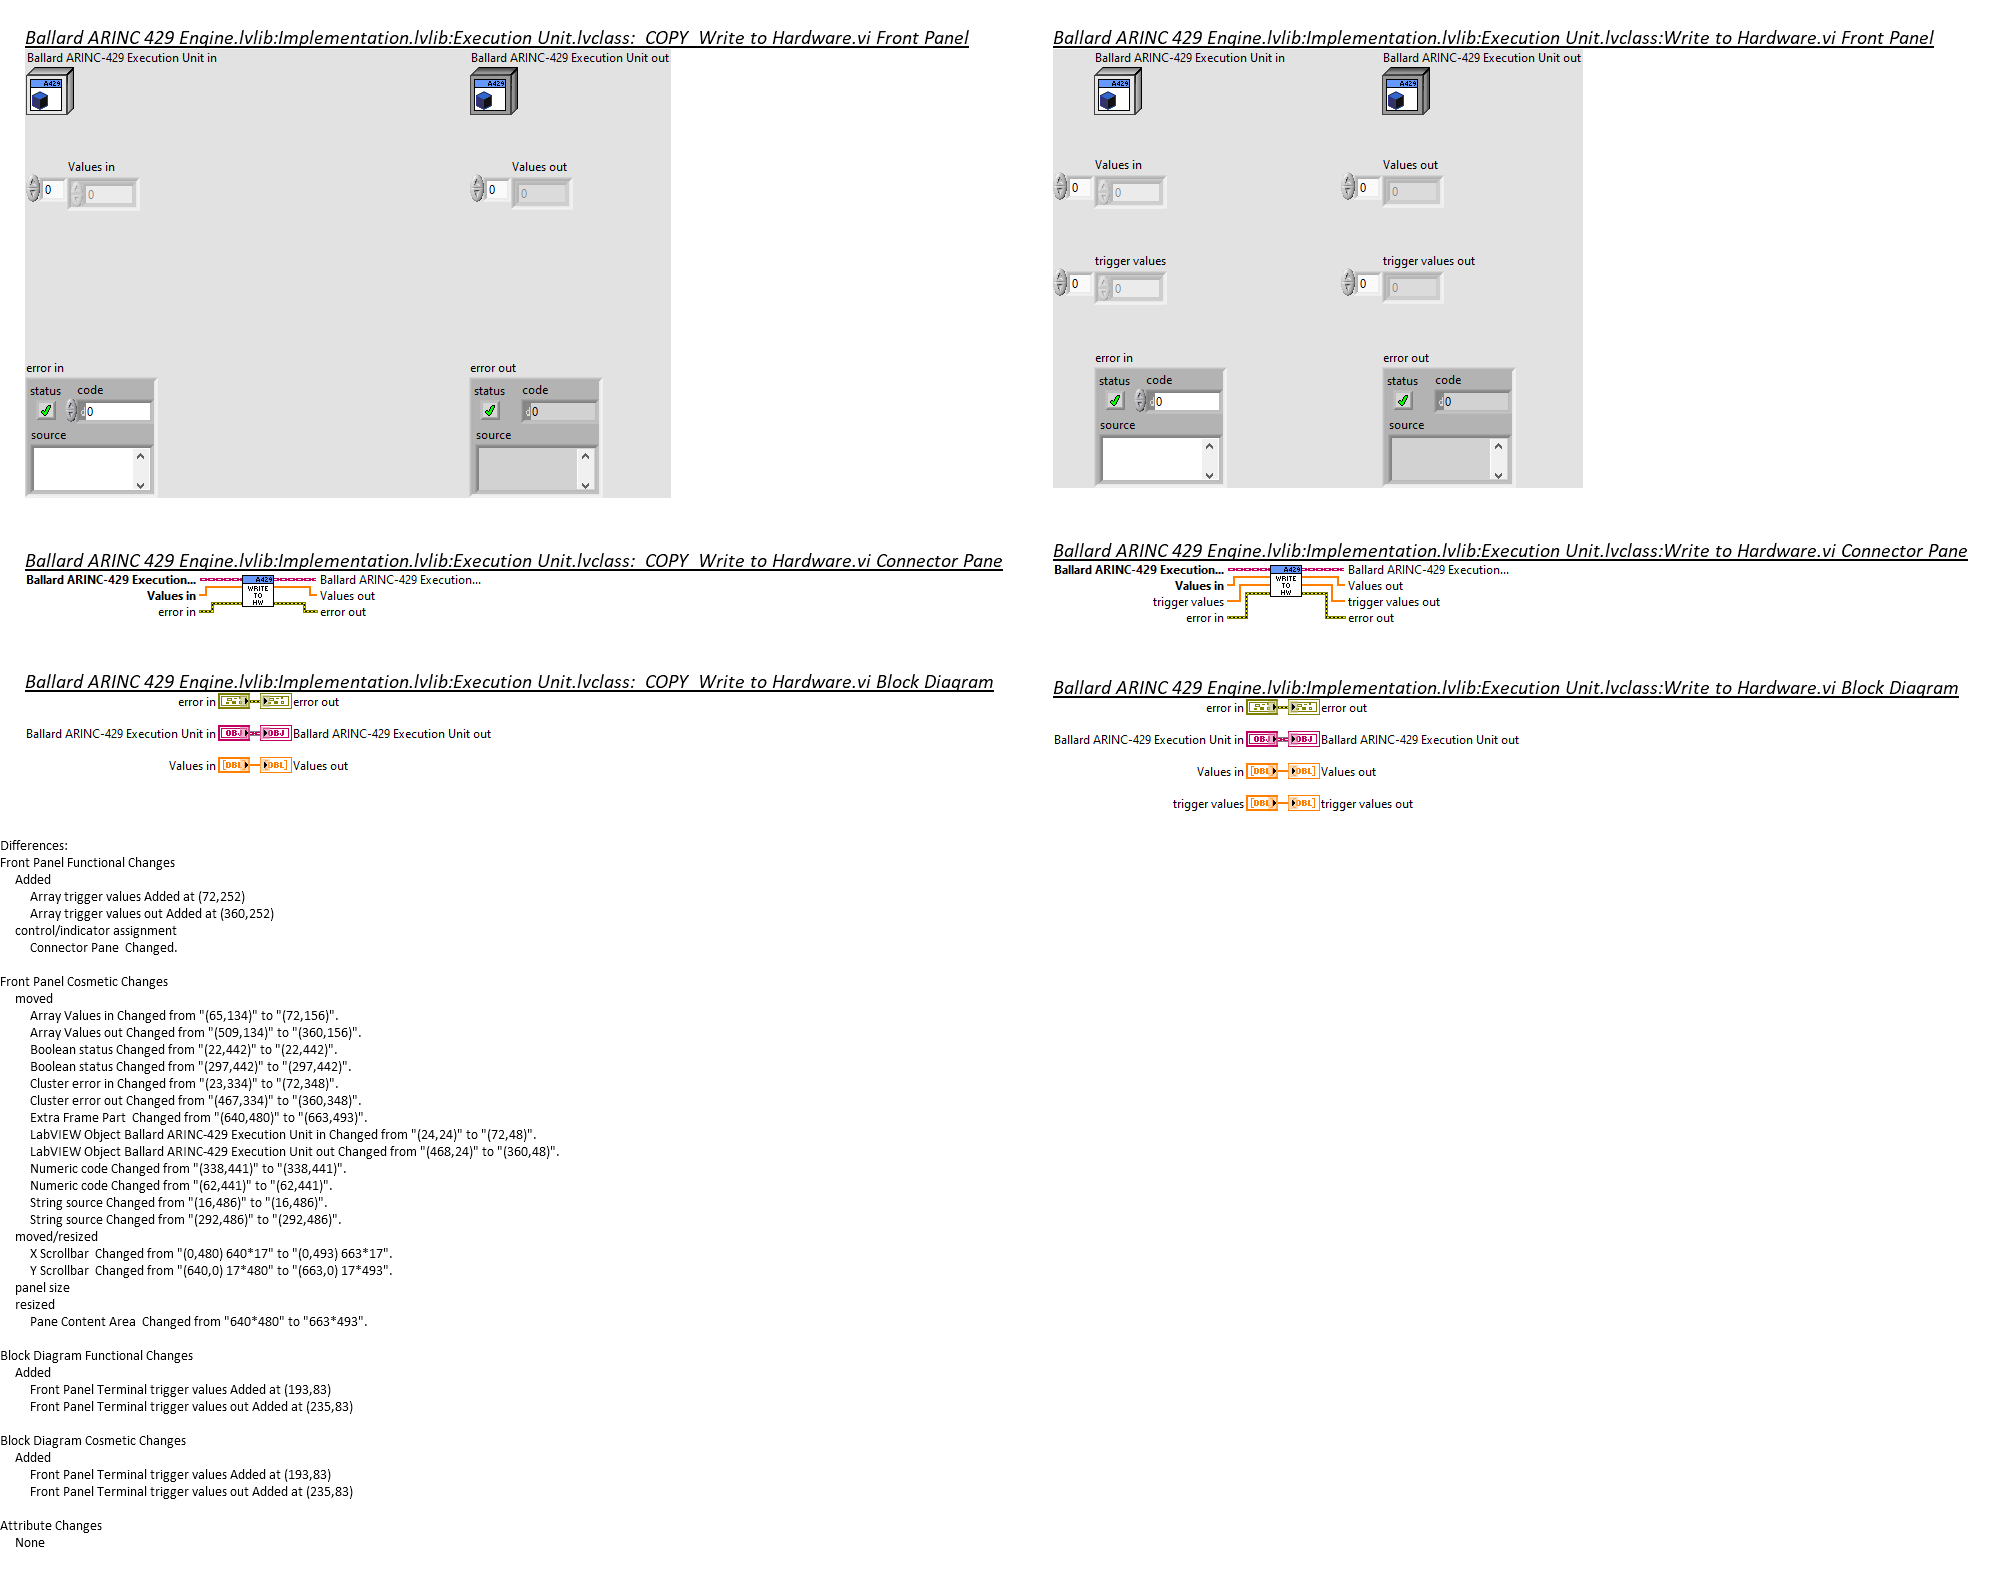 Ballard ARINC 429 Engine.lvlib:Implementation.lvlib:Execution Unit.lvclass:  COPY  Write to Hardware.vi Front Panel
Ballard ARINC-429 Execution Unit in
Ballard ARINC-429 Execution Unit out
A429
A429
Values in
Values out
0
0
0
0
error in
error out
status
code
status
code
d0
d0
source
source
Ballard ARINC 429 Engine.lvlib:Implementation.lvlib:Execution Unit.lvclass:Write to Hardware.vi Front Panel
Ballard ARINC-429 Execution Unit in
Ballard ARINC-429 Execution Unit out
A429
A429
Values in
Values out
0
0
0
0
trigger values
trigger values out
0
0
0
0
error in
error out
status
code
status
code
d0
d0
source
source
Ballard ARINC 429 Engine.lvlib:Implementation.lvlib:Execution Unit.lvclass:  COPY  Write to Hardware.vi Connector Pane
Ballard ARINC-429 Execution...
Values in
error in
A429
WRITE
TO
HW
Ballard ARINC-429 Execution...
Values out
error out
Ballard ARINC 429 Engine.lvlib:Implementation.lvlib:Execution Unit.lvclass:Write to Hardware.vi Connector Pane
Ballard ARINC-429 Execution...
Values in
trigger values
error in
A429
WRITE
TO
HW
Ballard ARINC-429 Execution...
Values out
trigger values out
error out
Ballard ARINC 429 Engine.lvlib:Implementation.lvlib:Execution Unit.lvclass:  COPY  Write to Hardware.vi Block Diagram
error in error out
Ballard ARINC-429 Execution Unit in OBJ OBJ Ballard ARINC-429 Execution Unit out
Values in [DBL] [DBL] Values out
Ballard ARINC 429 Engine.lvlib:Implementation.lvlib:Execution Unit.lvclass:Write to Hardware.vi Block Diagram
error in error out
Ballard ARINC-429 Execution Unit in OBJ OBJ Ballard ARINC-429 Execution Unit out
Values in [DBL] [DBL] Values out
trigger values [DBL] [DBL] trigger values out
Differences:
Front Panel Functional Changes
Added
Array trigger values Added at (72,252)
Array trigger values out Added at (360,252)
control/indicator assignment
Connector Pane  Changed.
Front Panel Cosmetic Changes
moved
Array Values in Changed from "(65,134)" to "(72,156)".
Array Values out Changed from "(509,134)" to "(360,156)".
Boolean status Changed from "(22,442)" to "(22,442)".
Boolean status Changed from "(297,442)" to "(297,442)".
Cluster error in Changed from "(23,334)" to "(72,348)".
Cluster error out Changed from "(467,334)" to "(360,348)".
Extra Frame Part  Changed from "(640,480)" to "(663,493)".
LabVIEW Object Ballard ARINC-429 Execution Unit in Changed from "(24,24)" to "(72,48)".
LabVIEW Object Ballard ARINC-429 Execution Unit out Changed from "(468,24)" to "(360,48)".
Numeric code Changed from "(338,441)" to "(338,441)".
Numeric code Changed from "(62,441)" to "(62,441)".
String source Changed from "(16,486)" to "(16,486)".
String source Changed from "(292,486)" to "(292,486)".
moved/resized
X Scrollbar  Changed from "(0,480) 640*17" to "(0,493) 663*17".
Y Scrollbar  Changed from "(640,0) 17*480" to "(663,0) 17*493".
panel size
resized
Pane Content Area  Changed from "640*480" to "663*493".
Block Diagram Functional Changes
Added
Front Panel Terminal trigger values Added at (193,83)
Front Panel Terminal trigger values out Added at (235,83)
Block Diagram Cosmetic Changes
Added
Front Panel Terminal trigger values Added at (193,83)
Front Panel Terminal trigger values out Added at (235,83)
Attribute Changes
None